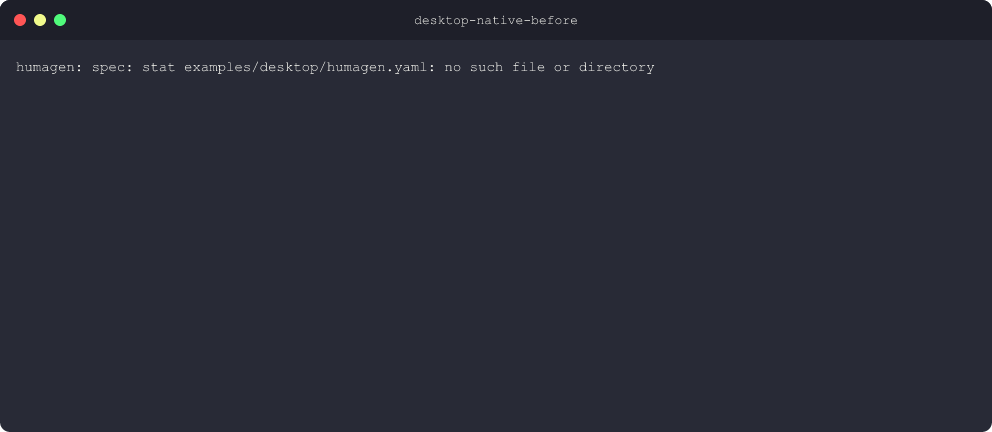 desktop-native-before
humagen: spec: stat examples/desktop/humagen.yaml: no such file or directory